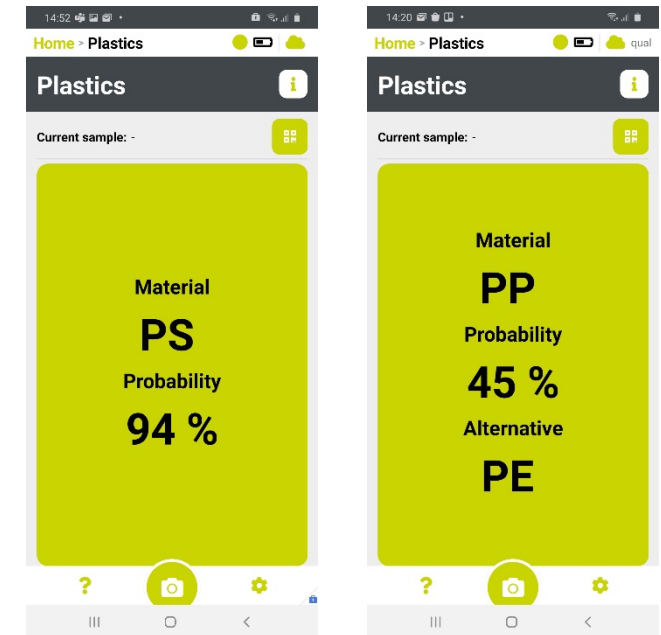 14:52
Home > Plastics
Plastics
i
Current sample: -
Material
PS
Probability
94 %
?
14:20
Home > Plastics
qual
Plastics
i
Current sample: -
Material
PP
Probability
45 %
Alternative
PE
?